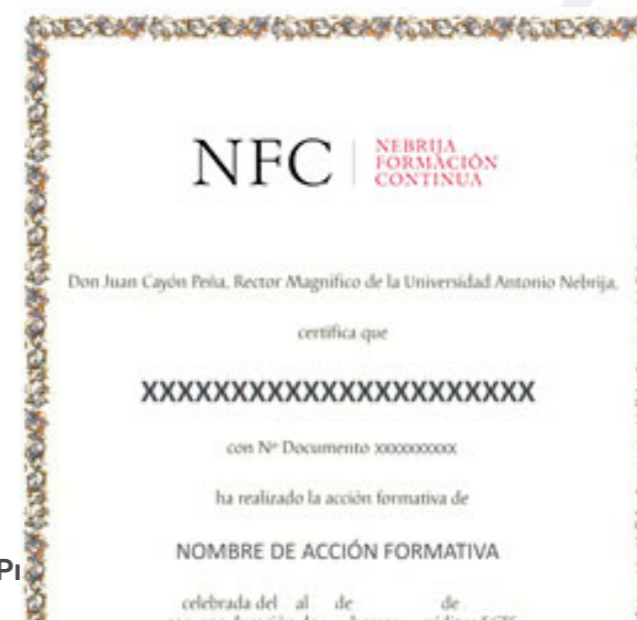 NFC
NEBRIJA
FORMACIÓN
CONTINUA
Don Juan Cayón Peña, Rector Magnífico de la Universidad Antonio Nebrija,
certifica que
XXXXXXXXXXXXXXXXXXXXXX
con Nº Documento xxxxxxxxxx
ha realizado la acción formativa de
NOMBRE DE ACCIÓN FORMATIVA
celebrada del al de de